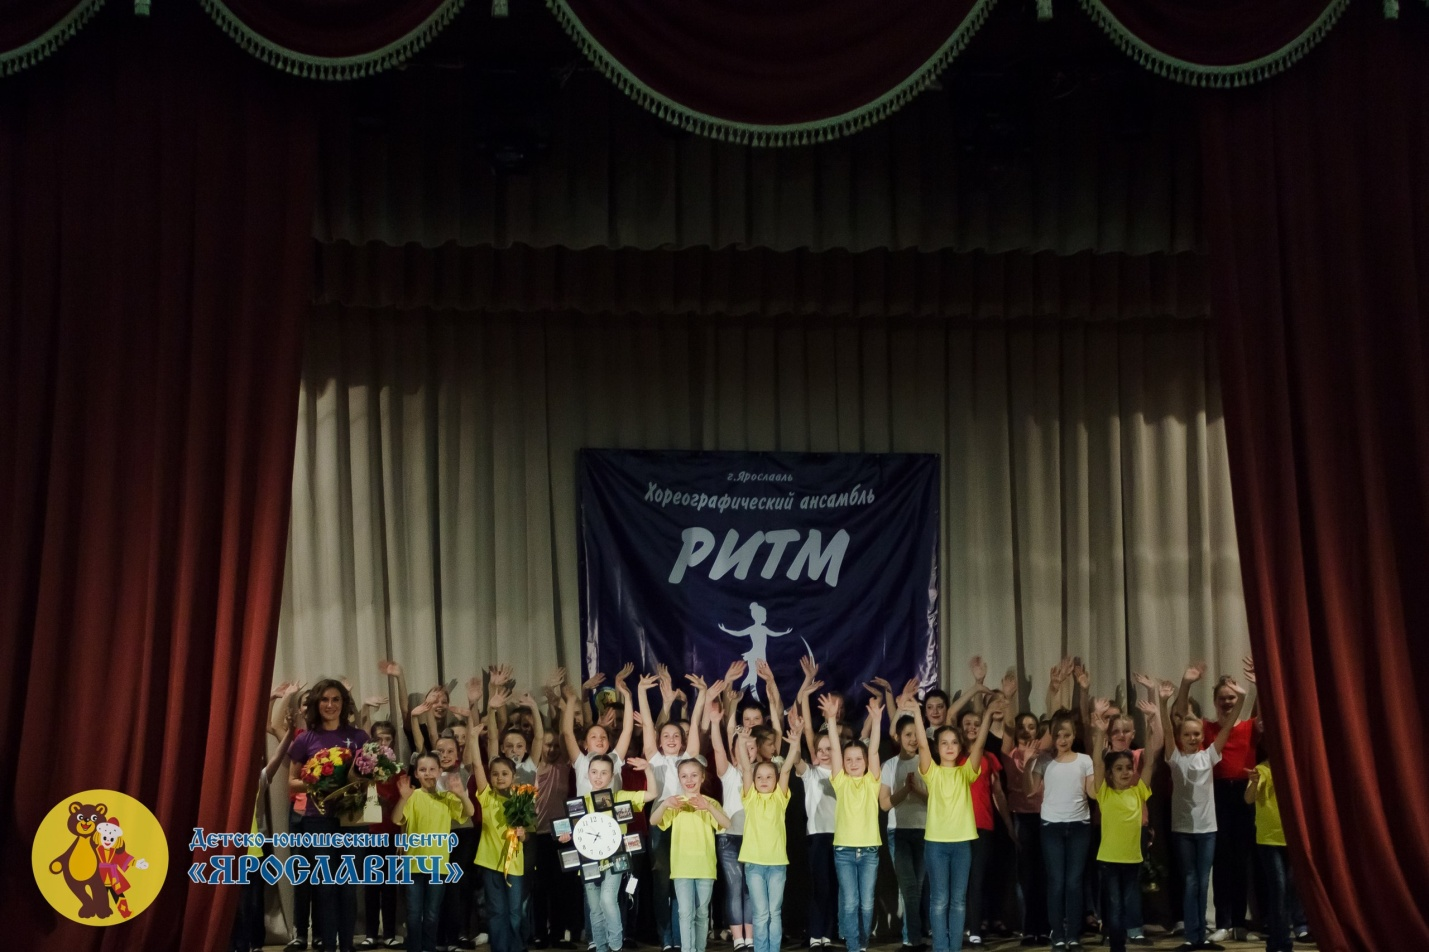 г.Ярославль
Хореографический ансамбль
РИТМ
Детско-юношеский центр
«ЯРОСЛАВИЧ»